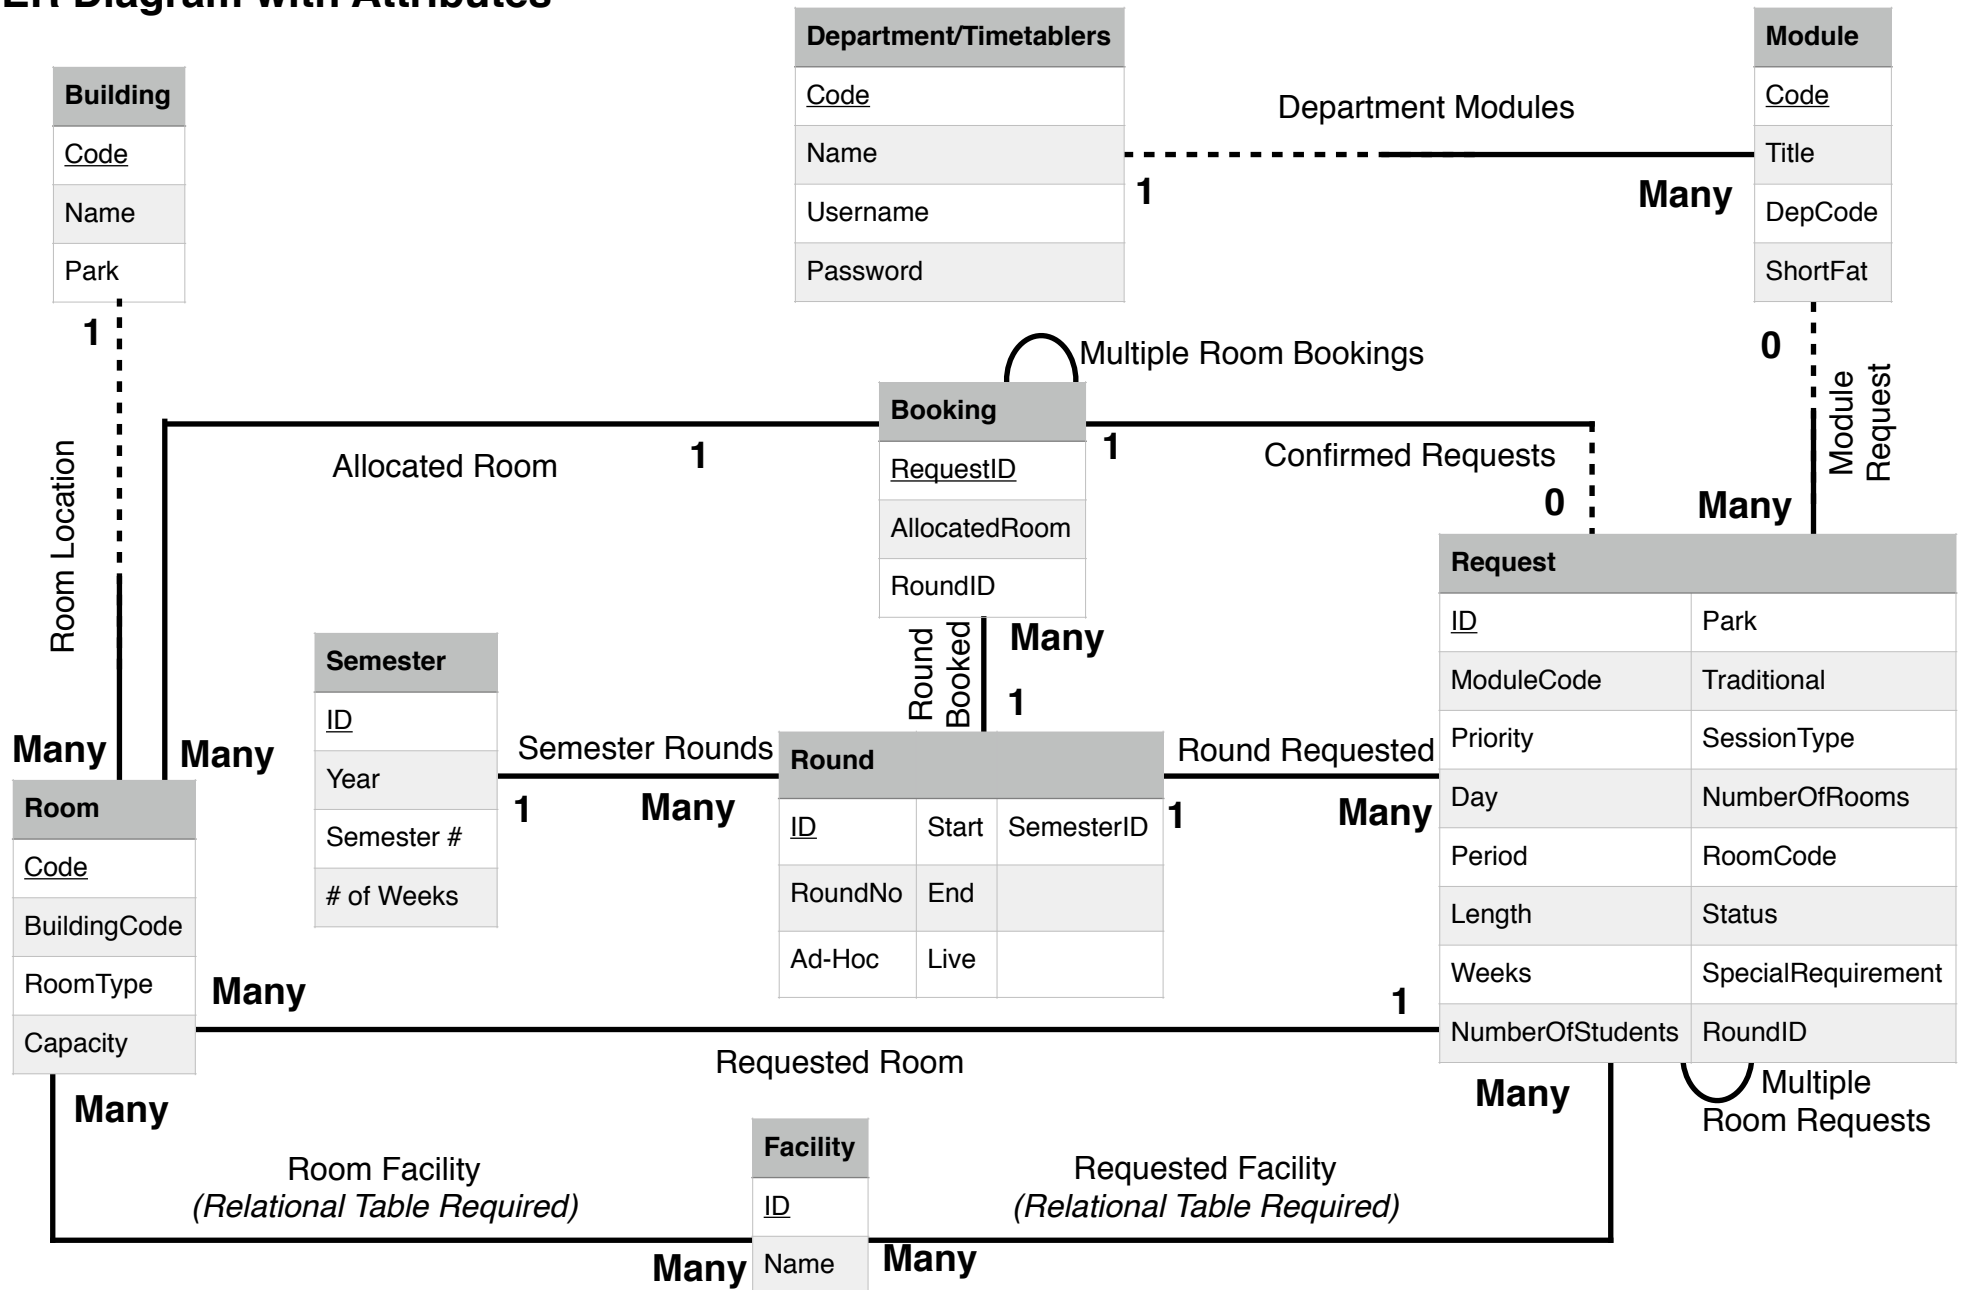 ER Diagram with Attributes
Building
Code
Name
Park
Department/Timetablers
Code
Name
Username
Password
Department Modules
1
Many
Module
Code
Title
DepCode
ShortFat
1
Room Location
Many
Allocated Room
1
Many
Multiple Room Bookings
Booking
RequestID
AllocatedRoom
RoundID
1
Confirmed Requests
0
0
Module
Request
Many
Round
Booked
Many
1
Semester
ID
Year
Semester #
# of Weeks
Semester Rounds
1
Many
Round
ID
Start
SemesterID
RoundNo
End
Ad-Hoc
Live
Round Requested
1
Many
Request
ID
Park
ModuleCode
Traditional
Priority
SessionType
Day
NumberOfRooms
Period
RoomCode
Length
Status
Weeks
SpecialRequirement
NumberOfStudents
RoundID
Room
Code
BuildingCode
RoomType
Capacity
Many
1
Requested Room
Many
Multiple
Room Requests
Many
Room Facility
(Relational Table Required)
Many
Facility
ID
Name
Requested Facility
(Relational Table Required)
Many